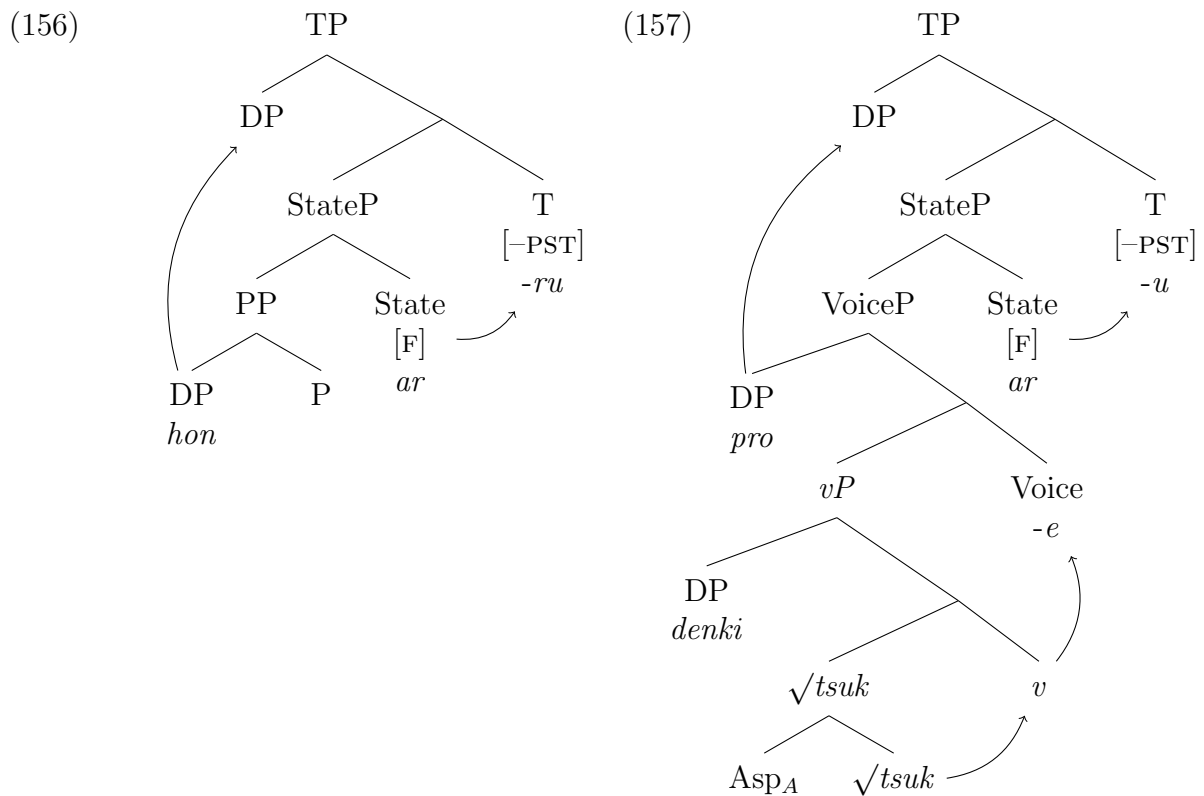 (156)
TP
DP
StateP
T
[–PST]
-ru
PP
State
[F]
ar
DP
hon
P
(157)
TP
DP
StateP
T
[–PST]
-u
VoiceP
State
[F]
ar
DP
pro
vP
Voice
-e
DP
denki
√tsuk
v
Asp_A
√tsuk